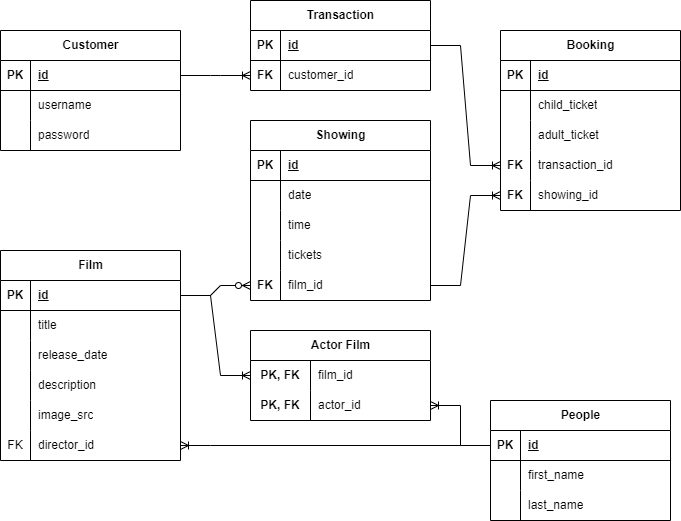 Transaction
PK id
FK customer_id
Customer
PK id
username
password
Booking
PK id
child_ticket
adult_ticket
FK transaction_id
FK showing_id
Showing
PK id
date
time
tickets
FK film_id
Film
PK id
title
release_date
description
image_src
FK director_id
Actor Film
PK, FK film_id
PK, FK actor_id
People
PK id
first_name
last_name